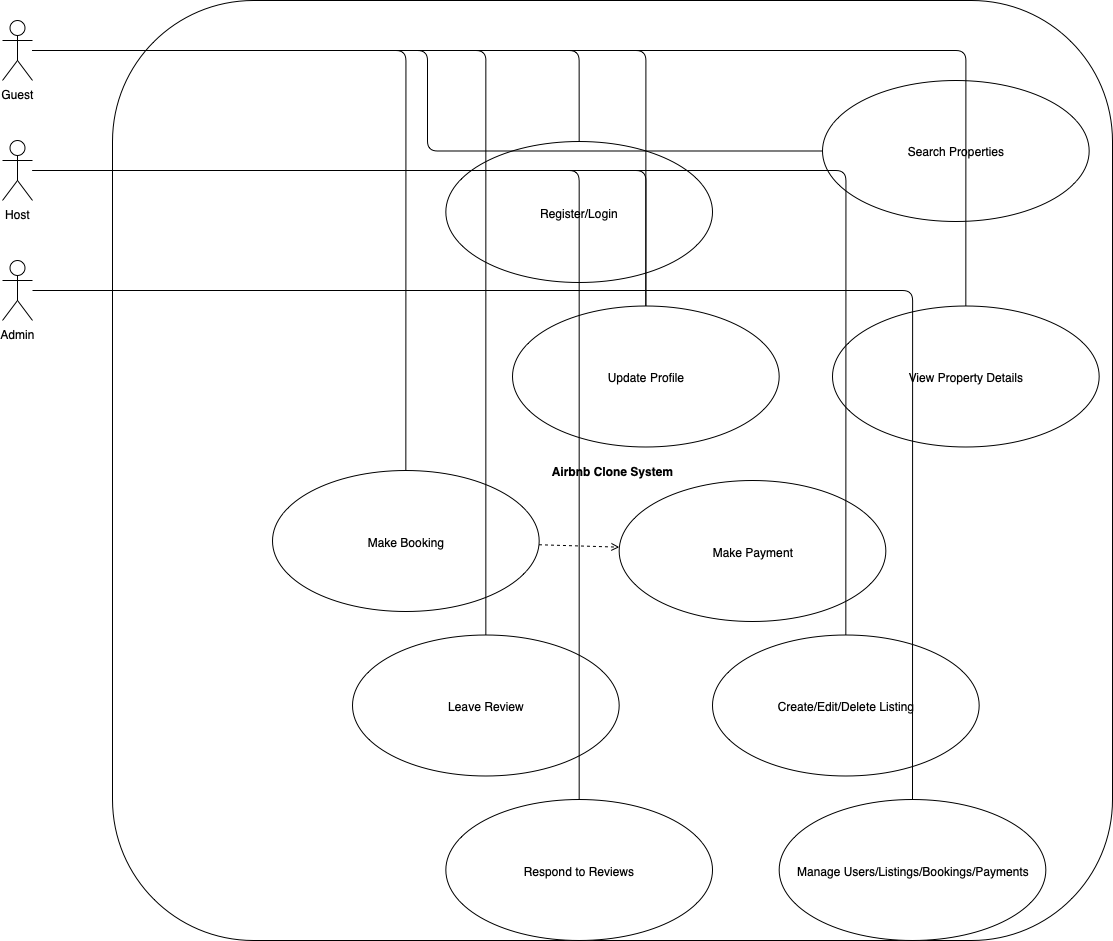 Guest
Search Properties
Host
Register/Login
Admin
Update Profile
View Property Details
Airbnb Clone System
Make Booking
Make Payment
Leave Review
Create/Edit/Delete Listing
Respond to Reviews
Manage Users/Listings/Bookings/Payments